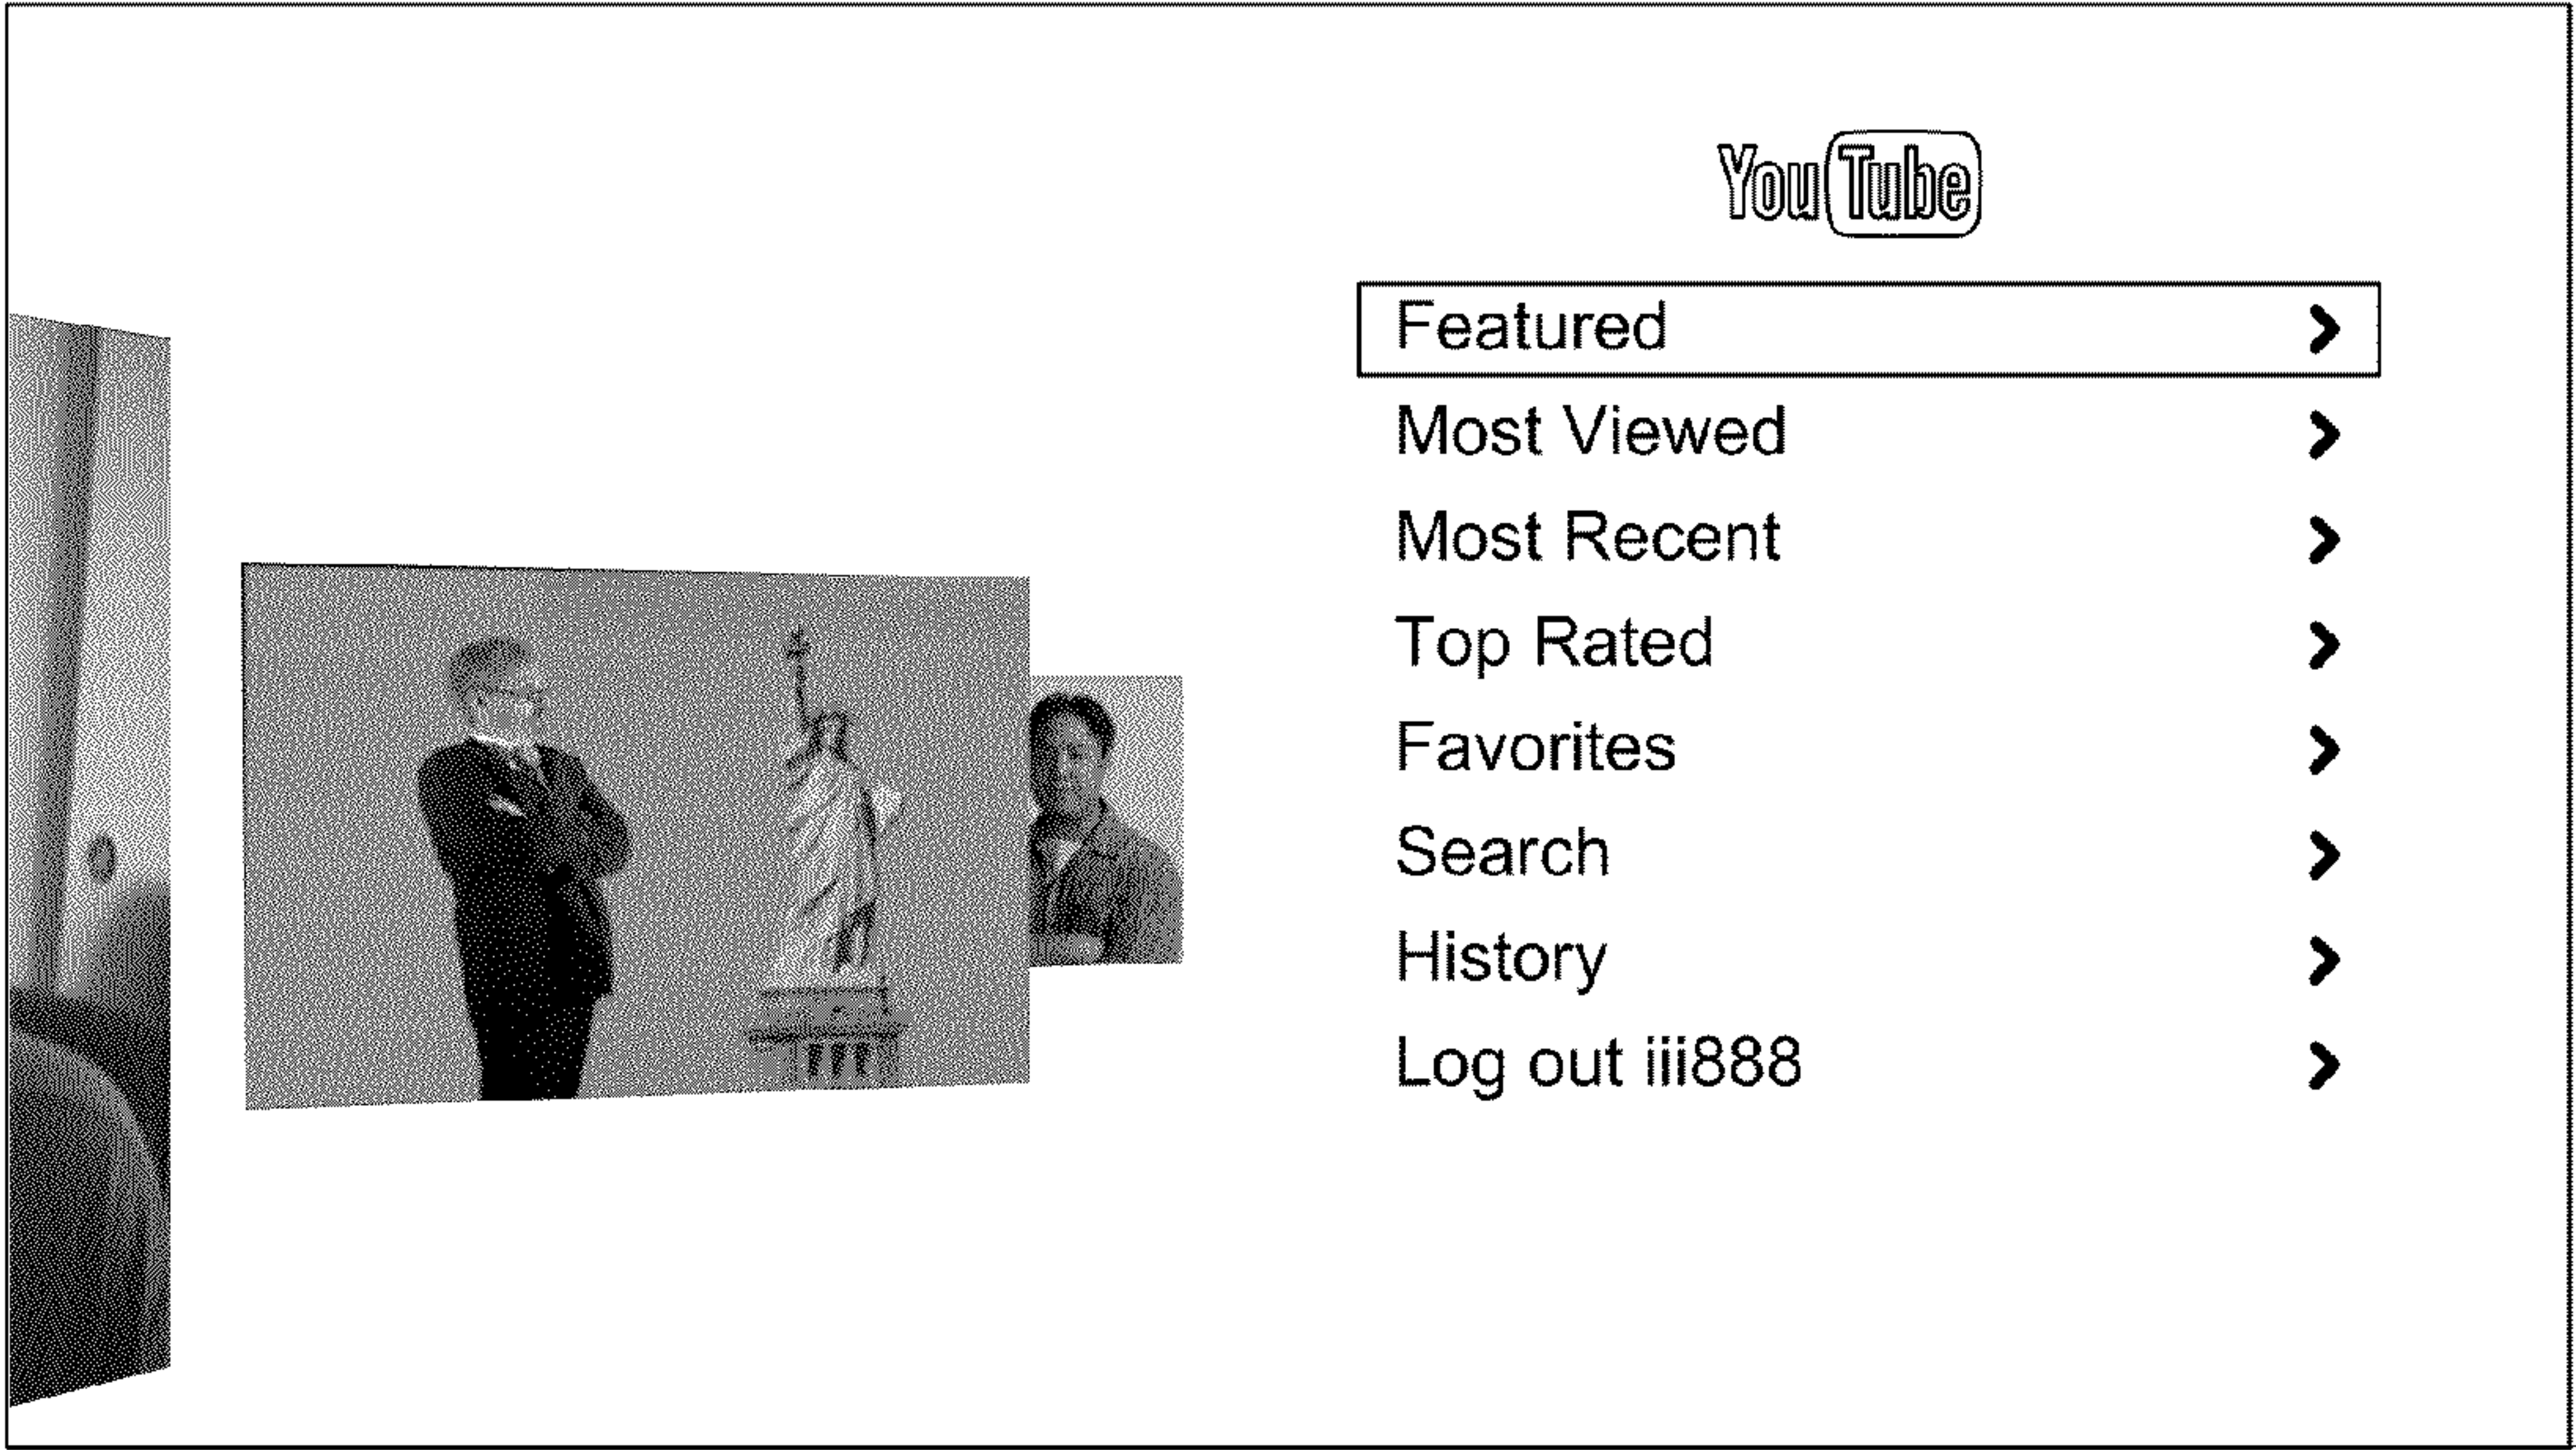 YouTube
Featured
Most Viewed
Most Recent
Top Rated
Favorites
Search
History
Log out iii888